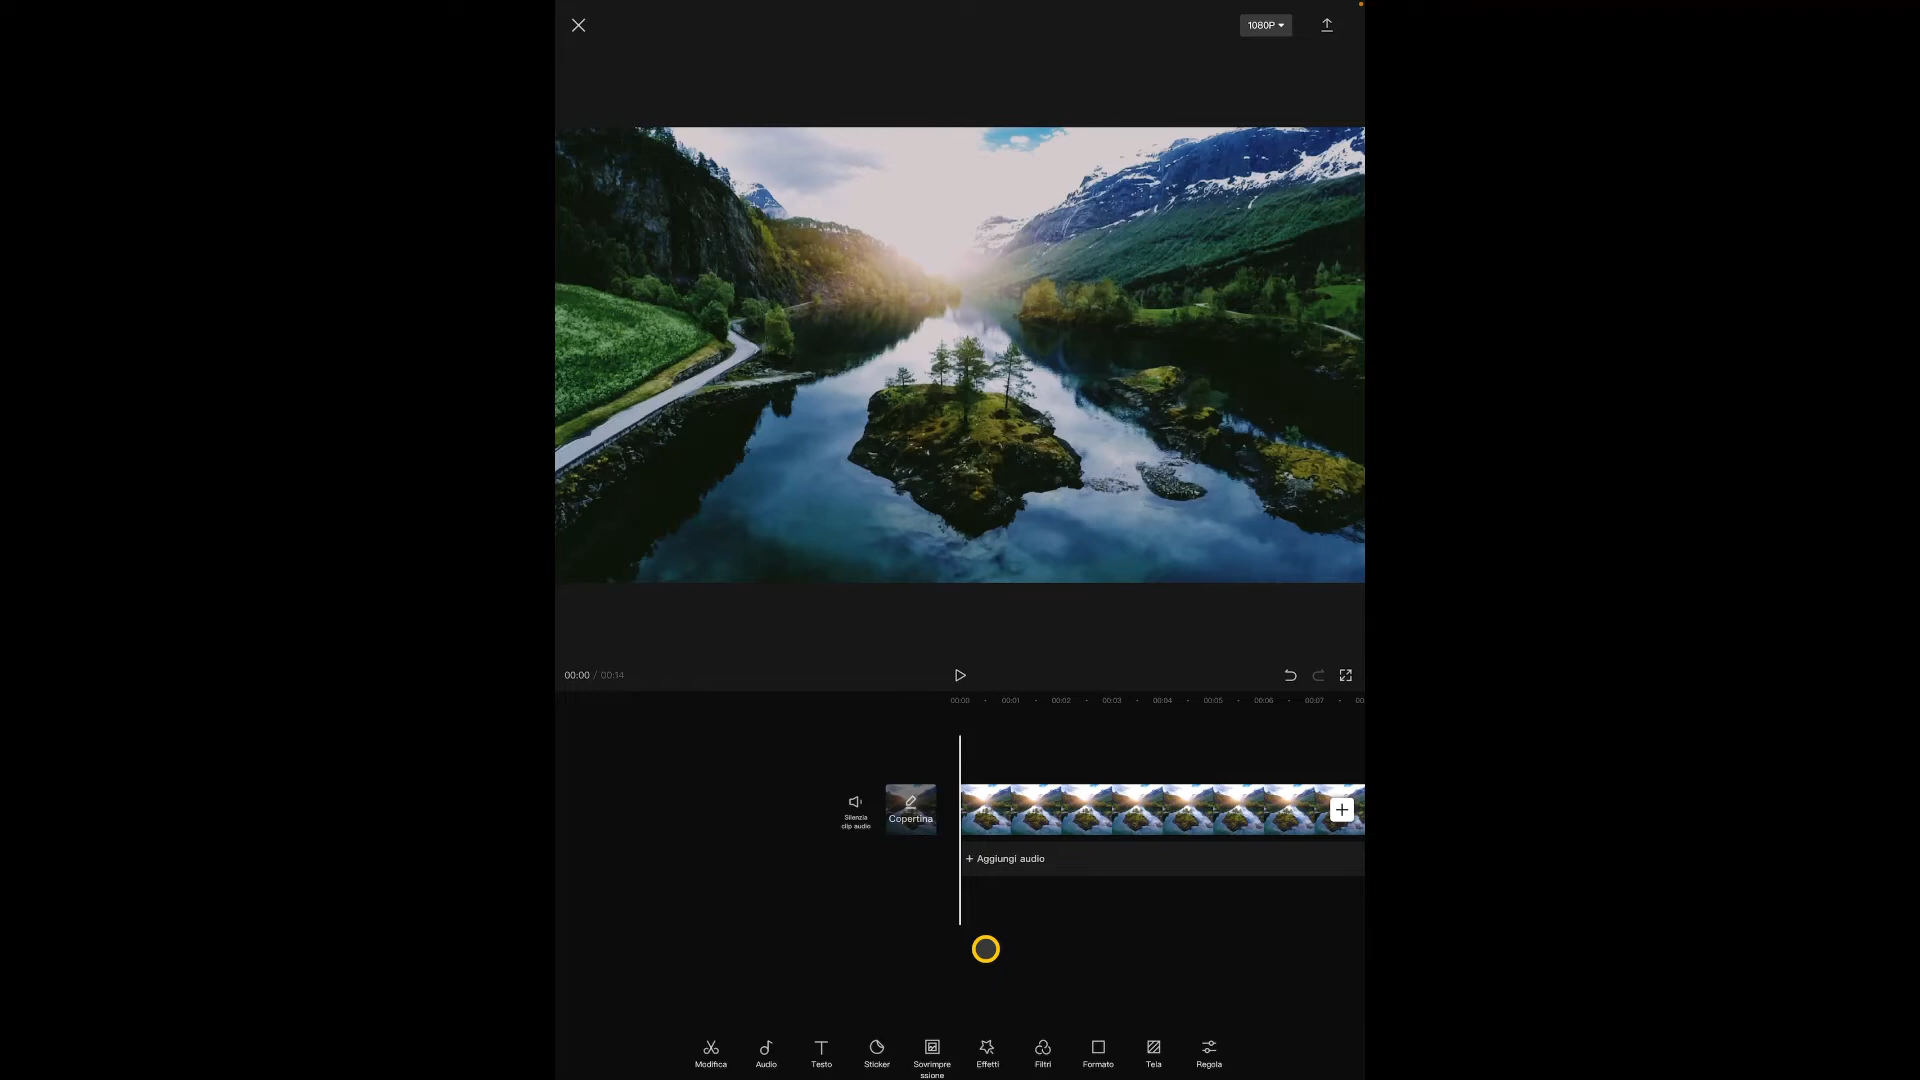 1080P
00:00 / 00:14
00:00 00:01 00:02 00:03 00:04 00:05 00:06 00:07 00
Silenzia
clip audio
Copertina
+ Aggiungi audio
Modifica Audio Testo Sticker Sovrimpre
ssione Effetti Filtri Formato Tela Regola